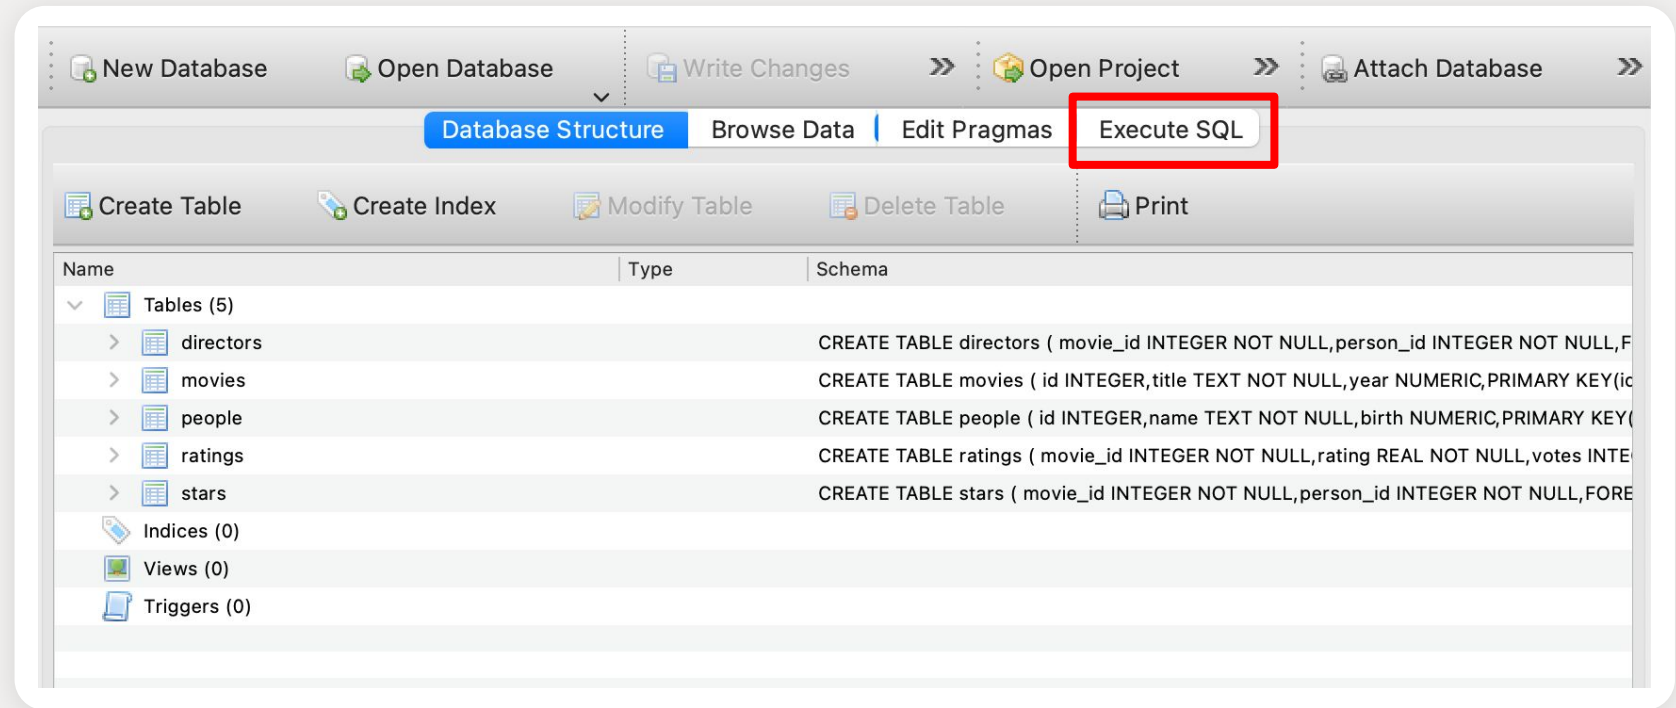 New Database Open Database Write Changes » Open Project » Attach Database »
Database Structure Browse Data Edit Pragmas Execute SQL
Create Table Create Index Modify Table Delete Table Print
Name Type Schema
Tables (5)
directors CREATE TABLE directors ( movie_id INTEGER NOT NULL,person_id INTEGER NOT NULL,F
movies CREATE TABLE movies ( id INTEGER,title TEXT NOT NULL,year NUMERIC,PRIMARY KEY(id
people CREATE TABLE people ( id INTEGER,name TEXT NOT NULL,birth NUMERIC,PRIMARY KEY(
ratings CREATE TABLE ratings ( movie_id INTEGER NOT NULL,rating REAL NOT NULL,votes INTE
stars CREATE TABLE stars ( movie_id INTEGER NOT NULL,person_id INTEGER NOT NULL,FORE
Indices (0)
Views (0)
Triggers (0)